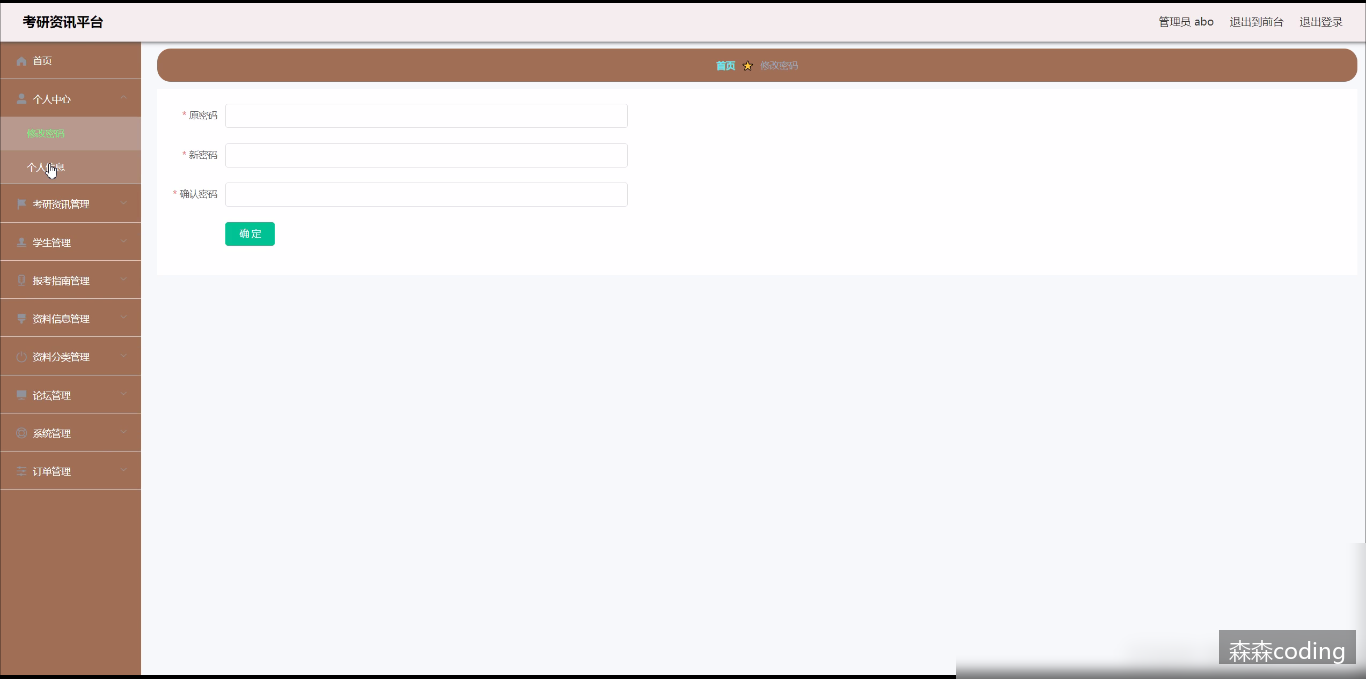 考研资讯平台
管理员 abo 退出到前台 退出登录
首页
首页 修改密码
个人中心
* 原密码
修改密码
* 新密码
个人信息
* 确认密码
考研资讯管理
确定
学生管理
报考指南管理
资料信息管理
资料分类管理
论坛管理
系统管理
订单管理
森森coding